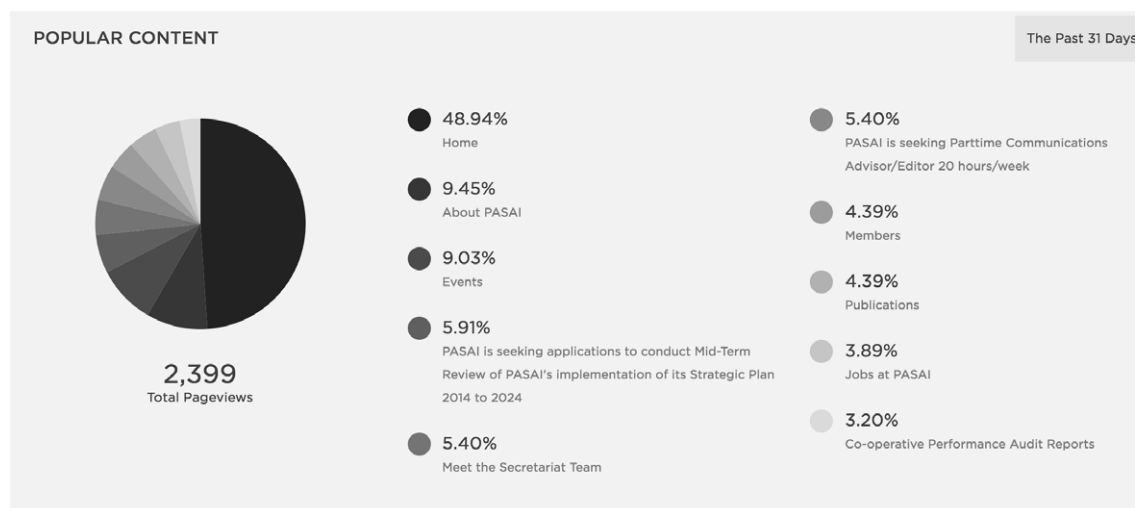 POPULAR CONTENT
The Past 31 Days
2,399
Total Pageviews
48.94%
Home
9.45%
About PASAI
9.03%
Events
5.91%
PASAI is seeking applications to conduct Mid-Term
Review of PASAI's implementation of its Strategic Plan
2014 to 2024
5.40%
Meet the Secretariat Team
5.40%
PASAI is seeking Parttime Communications
Advisor/Editor 20 hours/week
4.39%
Members
4.39%
Publications
3.89%
Jobs at PASAI
3.20%
Co-operative Performance Audit Reports